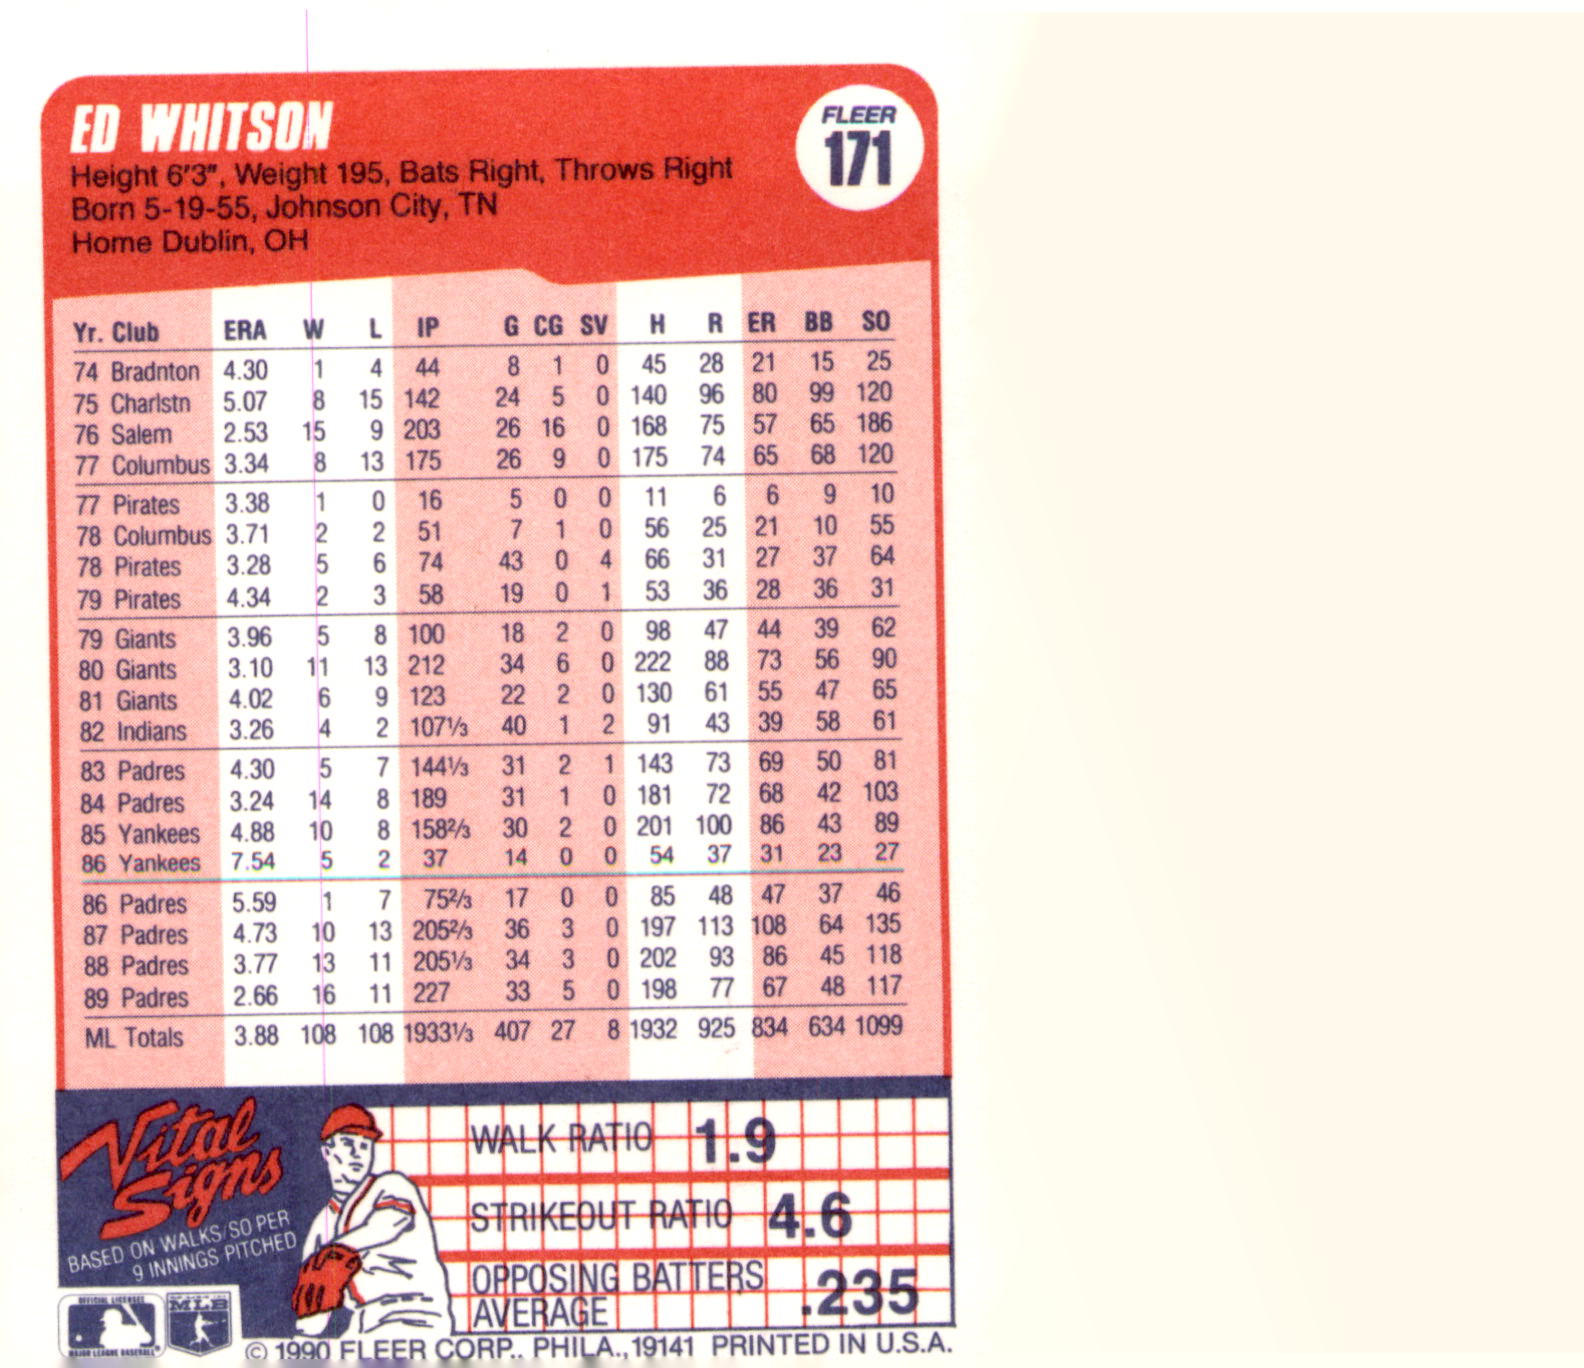 ED WHITSON
FLEER
171
Height 6'3", Weight 195, Bats Right, Throws Right
Born 5-19-55, Johnson City, TN
Home Dublin, OH
Yr. Club ERA W L IP G CG SV H R ER BB SO
74 Bradnton 4.30 1 4 44 8 1 0 45 28 21 15 25
75 Charlstn 5.07 8 15 142 24 5 0 140 96 80 99 120
76 Salem 2.53 15 9 203 26 16 0 168 75 57 65 186
77 Columbus 3.34 8 13 175 26 9 0 175 74 65 68 120
77 Pirates 3.38 1 0 16 5 0 0 11 6 6 9 10
78 Columbus 3.71 2 2 51 7 1 0 56 25 21 10 55
78 Pirates 3.28 5 6 74 43 0 4 66 31 27 37 64
79 Pirates 4.34 2 3 58 19 0 1 53 36 28 36 31
79 Giants 3.96 5 8 100 18 2 0 98 47 44 39 62
80 Giants 3.10 11 13 212 34 6 0 222 88 73 56 90
81 Giants 4.02 6 9 123 22 2 0 130 61 55 47 65
82 Indians 3.26 4 2 107⅓ 40 1 2 91 43 39 58 61
83 Padres 4.30 5 7 144⅓ 31 2 1 143 73 69 50 81
84 Padres 3.24 14 8 189 31 1 0 181 72 68 42 103
85 Yankees 4.88 10 8 158⅔ 30 2 0 201 100 86 43 89
86 Yankees 7.54 5 2 37 14 0 0 54 37 31 23 27
86 Padres 5.59 1 7 75⅔ 17 0 0 85 48 47 37 46
87 Padres 4.73 10 13 205⅔ 36 3 0 197 113 108 64 135
88 Padres 3.77 13 11 205⅓ 34 3 0 202 93 86 45 118
89 Padres 2.66 16 11 227 33 5 0 198 77 67 48 117
ML Totals 3.88 108 108 1933⅓ 407 27 8 1932 925 834 634 1099
Vital
Signs
BASED ON WALKS/SO PER
9 INNINGS PITCHED
WALK RATIO 1.9
STRIKEOUT RATIO 4.6
OPPOSING BATTERS
AVERAGE .235
OFFICIAL LICENSEE
MAJOR LEAGUE BASEBALL
MLB
© 1990 FLEER CORP., PHILA., 19141 PRINTED IN U.S.A.